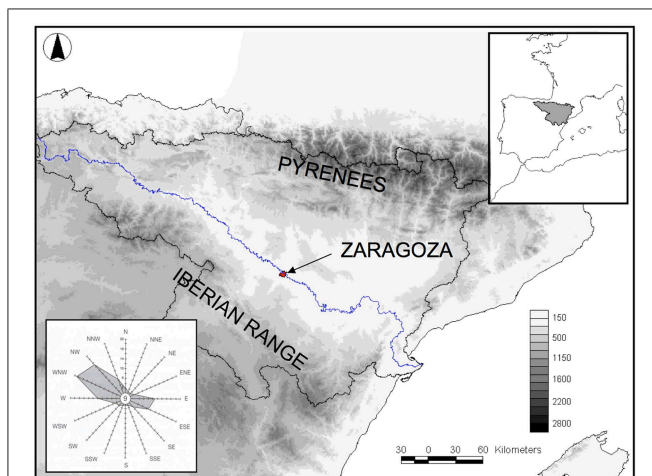 PYRENEES
ZARAGOZA
IBERIAN RANGE
N
NNW
NNE
NW
NE
WNW
ENE
W
9
E
WSW
ESE
SW
SE
SSW
SSE
S
150
500
1150
1600
2200
2800
30 0 30 60 Kilometers